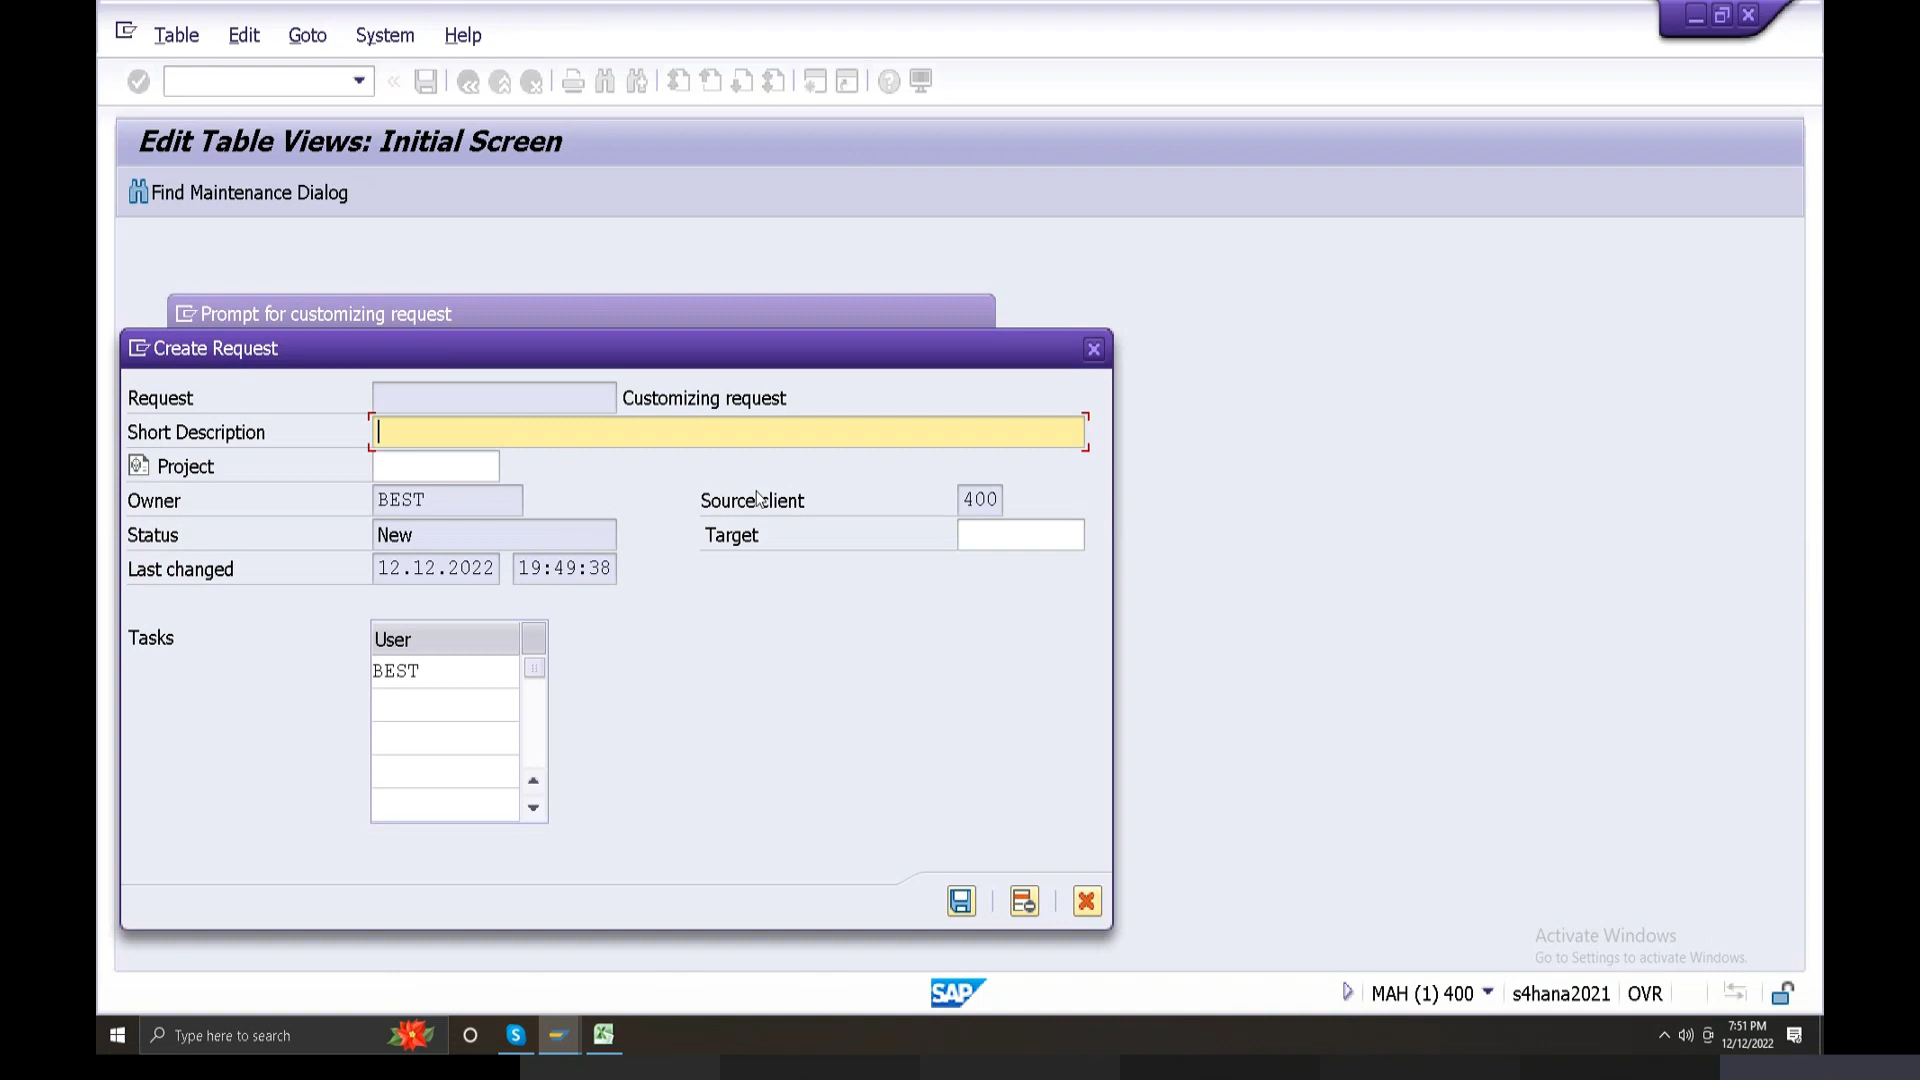 Table Edit Goto System Help
Edit Table Views: Initial Screen
Find Maintenance Dialog
Prompt for customizing request
Create Request
Request Customizing request
Short Description
Project
Owner BEST Source client 400
Status New Target
Last changed 12.12.2022 19:49:38
Tasks User
BEST
Activate Windows
Go to Settings to activate Windows.
SAP MAH (1) 400 s4hana2021 OVR
Type here to search
7:51 PM
12/12/2022